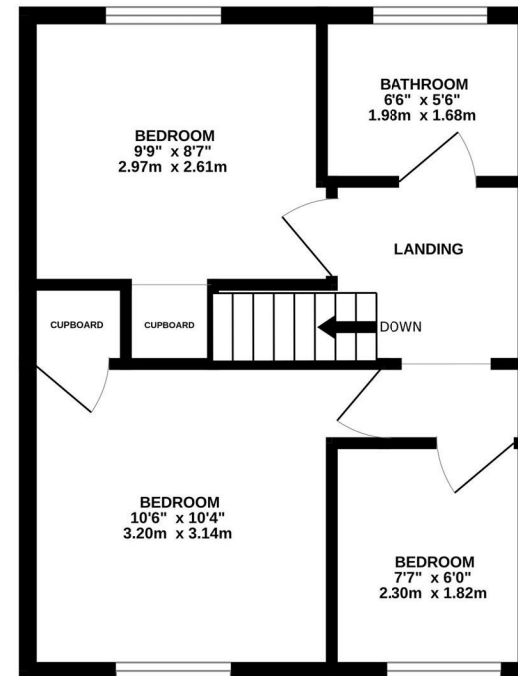 BATHROOM
6'6" x 5'6"
1.98m x 1.68m
BEDROOM
9'9" x 8'7"
2.97m x 2.61m
LANDING
CUPBOARD
CUPBOARD
DOWN
BEDROOM
10'6" x 10'4"
3.20m x 3.14m
BEDROOM
7'7" x 6'0"
2.30m x 1.82m